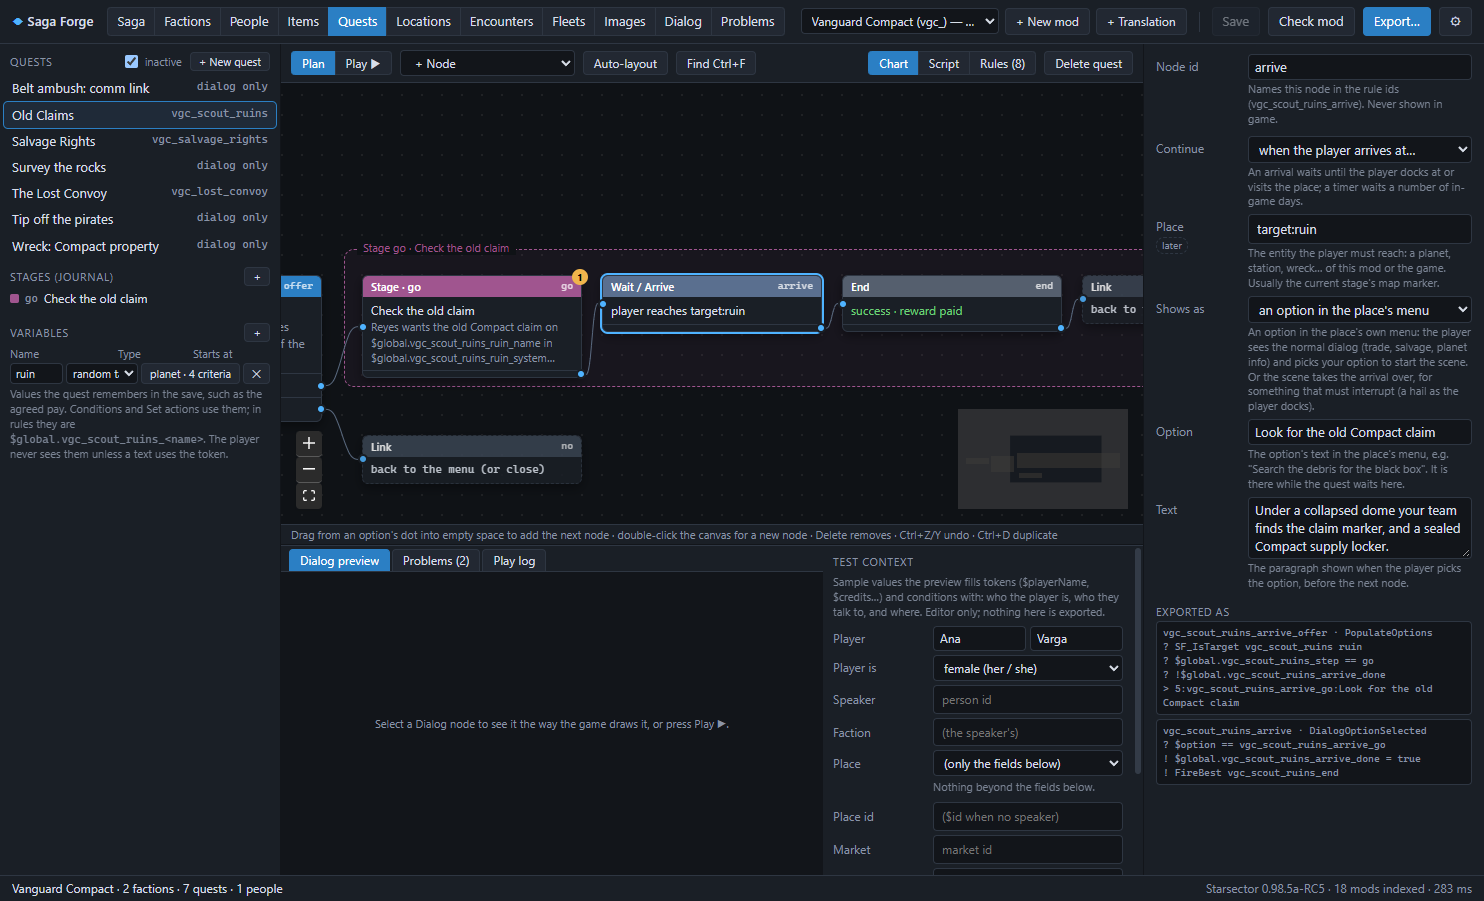 Saga Forge
Saga
Factions
People
Items
Quests
Locations
Encounters
Fleets
Images
Dialog
Problems
Vanguard Compact (vgc_) — ...
+ New mod
+ Translation
Save
Check mod
Export...
QUESTS
inactive
+ New quest
Belt ambush: comm link dialog only
Old Claims vgc_scout_ruins
Salvage Rights vgc_salvage_rights
Survey the rocks dialog only
The Lost Convoy vgc_lost_convoy
Tip off the pirates dialog only
Wreck: Compact property dialog only
STAGES (JOURNAL)
+
go Check the old claim
VARIABLES
+
Name Type Starts at
ruin random t planet · 4 criteria
Values the quest remembers in the save, such as the
agreed pay. Conditions and Set actions use them; in
rules they are
$global.vgc_scout_ruins_<name>. The player
never sees them unless a text uses the token.
Plan
Play ▶
+ Node
Auto-layout
Find Ctrl+F
Chart
Script
Rules (8)
Delete quest
Stage go · Check the old claim
offer
es
f the
Stage · go go
1
Check the old claim
Reyes wants the old Compact claim on
$global.vgc_scout_ruins_ruin_name in
$global.vgc_scout_ruins_ruin_system...
Wait / Arrive arrive
player reaches target:ruin
End end
success · reward paid
Link
back to
Link no
back to the menu (or close)
Drag from an option's dot into empty space to add the next node · double-click the canvas for a new node · Delete removes · Ctrl+Z/Y undo · Ctrl+D duplicate
Dialog preview
Problems (2)
Play log
Select a Dialog node to see it the way the game draws it, or press Play ▶.
TEST CONTEXT
Sample values the preview fills tokens ($playerName,
$credits...) and conditions with: who the player is, who they
talk to, and where. Editor only; nothing here is exported.
Player Ana Varga
Player is female (her / she)
Speaker person id
Faction (the speaker's)
Place (only the fields below)
Nothing beyond the fields below.
Place id ($id when no speaker)
Market market id
Node id arrive
Names this node in the rule ids
(vgc_scout_ruins_arrive). Never shown in
game.
Continue when the player arrives at...
An arrival waits until the player docks at or
visits the place; a timer waits a number of in-
game days.
Place target:ruin
later
The entity the player must reach: a planet,
station, wreck... of this mod or the game.
Usually the current stage's map marker.
Shows as an option in the place's menu
An option in the place's own menu: the player
sees the normal dialog (trade, salvage, planet
info) and picks your option to start the scene.
Or the scene takes the arrival over, for
something that must interrupt (a hail as the
player docks).
Option Look for the old Compact claim
The option's text in the place's menu, e.g.
"Search the debris for the black box". It is
there while the quest waits here.
Text Under a collapsed dome your team
finds the claim marker, and a sealed
Compact supply locker.
The paragraph shown when the player picks
the option, before the next node.
EXPORTED AS
vgc_scout_ruins_arrive_offer · PopulateOptions
? SF_IsTarget vgc_scout_ruins ruin
? $global.vgc_scout_ruins_step == go
? !$global.vgc_scout_ruins_arrive_done
> 5:vgc_scout_ruins_arrive_go:Look for the old
Compact claim
vgc_scout_ruins_arrive · DialogOptionSelected
? $option == vgc_scout_ruins_arrive_go
! $global.vgc_scout_ruins_arrive_done = true
! FireBest vgc_scout_ruins_end
Vanguard Compact · 2 factions · 7 quests · 1 people
Starsector 0.98.5a-RC5 · 18 mods indexed · 283 ms